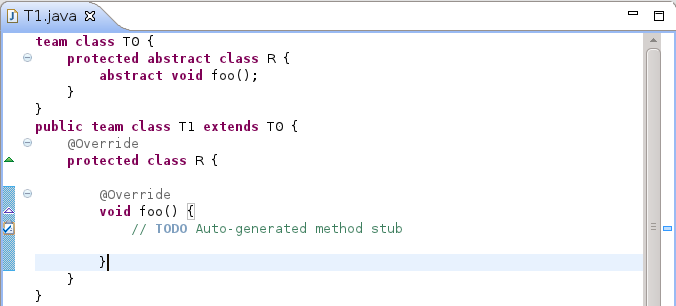 T1.java
team class T0 {
    protected abstract class R {
        abstract void foo();
    }
}
public team class T1 extends T0 {
    @Override
    protected class R {

        @Override
        void foo() {
            // TODO Auto-generated method stub

        }
    }
}